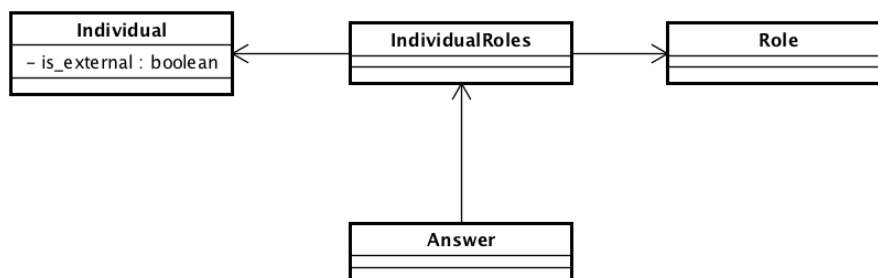 Individual
- is_external : boolean
IndividualRoles
Role
Answer